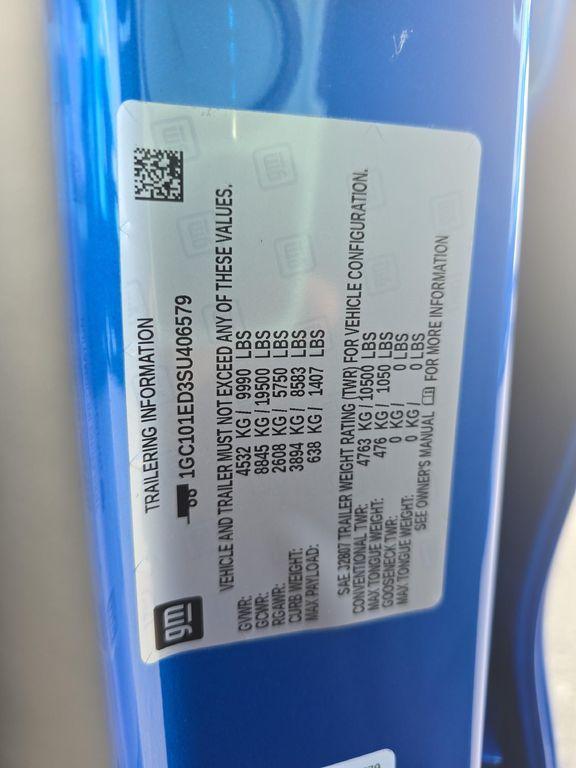 gm
TRAILERING INFORMATION
1GC101ED3SU406579
VEHICLE AND TRAILER MUST NOT EXCEED ANY OF THESE VALUES.
GVWR: 4532 KG / 9990 LBS
GCWR: 8845 KG / 19500 LBS
RGAWR: 2608 KG / 5750 LBS
CURB WEIGHT: 3894 KG / 8583 LBS
MAX PAYLOAD: 638 KG / 1407 LBS
SAE J2807 TRAILER WEIGHT RATING (TWR) FOR VEHICLE CONFIGURATION.
CONVENTIONAL TWR: 4763 KG / 10500 LBS
MAX TONGUE WEIGHT: 476 KG / 1050 LBS
GOOSENECK TWR: 0 KG / 0 LBS
MAX TONGUE WEIGHT: 0 KG / 0 LBS
SEE OWNER'S MANUAL FOR MORE INFORMATION